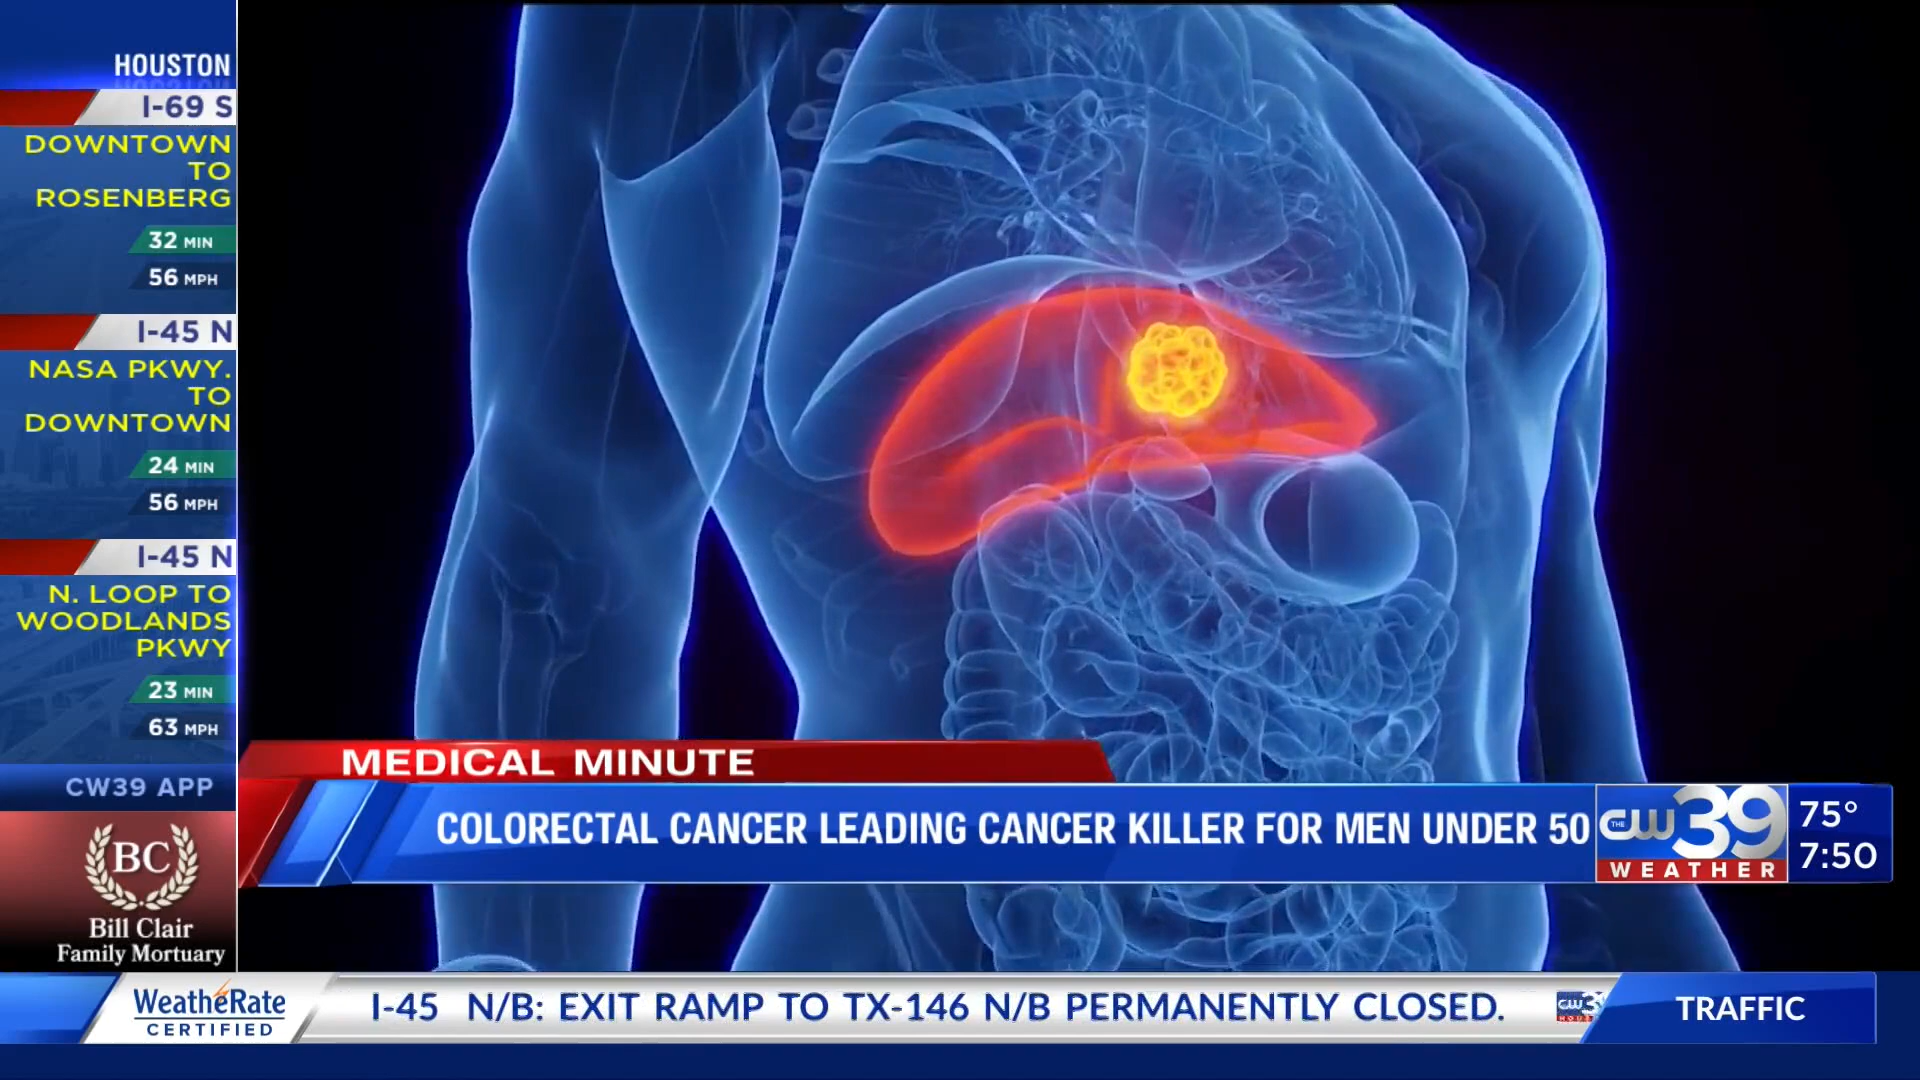 HOUSTON
I-69 S
DOWNTOWN
TO
ROSENBERG
32 MIN
56 MPH
I-45 N
NASA PKWY.
TO
DOWNTOWN
24 MIN
56 MPH
I-45 N
N. LOOP TO
WOODLANDS
PKWY
23 MIN
63 MPH
CW39 APP
BC
Bill Clair
Family Mortuary
MEDICAL MINUTE
COLORECTAL CANCER LEADING CANCER KILLER FOR MEN UNDER 50
THE CW 39
WEATHER
75°
7:50
WeatheRate
CERTIFIED
I-45 N/B: EXIT RAMP TO TX-146 N/B PERMANENTLY CLOSED.
TRAFFIC